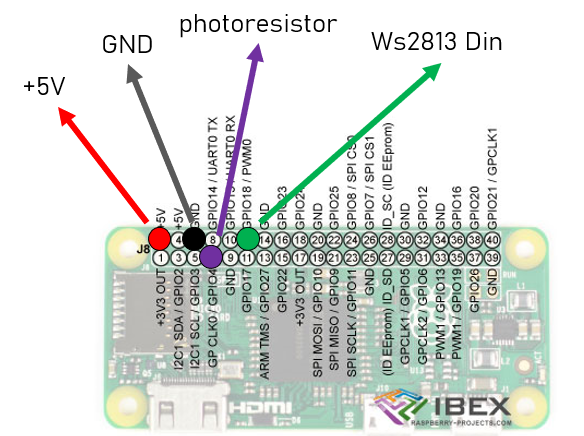 photoresistor
GND
Ws2813 Din
+5V
+5V
+5V
GND
GPIO14 / UART0 TX
UART0 RX
GPIO18 / PWM0
GPIO23
GPIO24
GND
GPIO25
GPIO8 / SPI CS0
GPIO7 / SPI CS1
ID_SC (ID EEprom)
GND
GPIO12
GND
GPIO16
GPIO20
GPIO21 / GPCLK1
J8
4 8 10 14 16 18 20 22 24 26 28 30 32 34 36 38 40
1 3 5 9 11 13 15 17 19 21 23 25 27 29 31 33 35 37 39
+3V3 OUT
I2C1 SDA / GPIO2
I2C1 SCL / GPIO3
GP CLK0 / GPIO4
GND
GPIO17
ARM TMS / GPIO27
GPIO22
+3V3 OUT
SPI MOSI / GPIO10
SPI MISO / GPIO9
SPI SCLK / GPIO11
GND
(ID EEprom) ID_SD
GPCLK1 / GPIO5
GPCLK2 / GPIO6
PWM1 / GPIO13
PWM1 / GPIO19
GPIO26
GND
RUN
HDMI
USB
IBEX
RASPBERRY-PROJECTS.COM